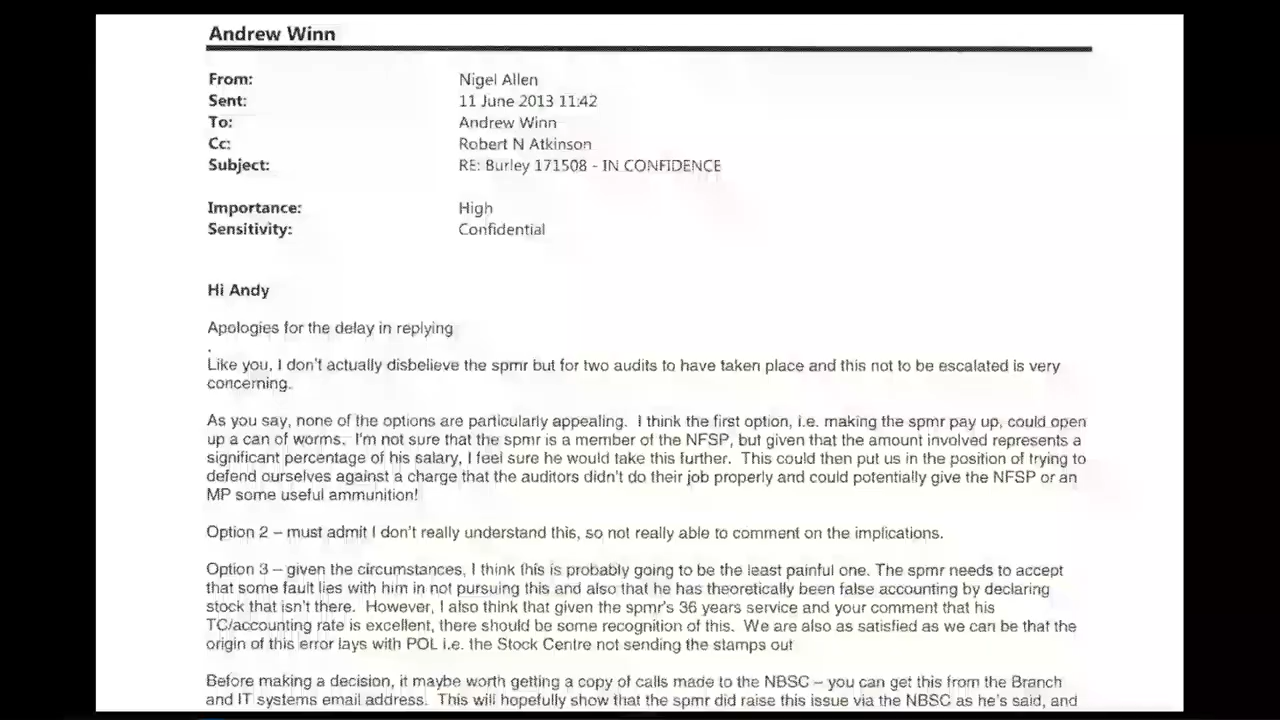 Andrew Winn
From: Nigel Allen
Sent: 11 June 2013 11:42
To: Andrew Winn
Cc: Robert N Atkinson
Subject: RE: Burley 171508 - IN CONFIDENCE
Importance: High
Sensitivity: Confidential
Hi Andy
Apologies for the delay in replying
.
Like you, I don't actually disbelieve the spmr but for two audits to have taken place and this not to be escalated is very
concerning.
As you say, none of the options are particularly appealing. I think the first option, i.e. making the spmr pay up, could open
up a can of worms. I'm not sure that the spmr is a member of the NFSP, but given that the amount involved represents a
significant percentage of his salary, I feel sure he would take this further. This could then put us in the position of trying to
defend ourselves against a charge that the auditors didn't do their job properly and could potentially give the NFSP or an
MP some useful ammunition!
Option 2 – must admit I don't really understand this, so not really able to comment on the implications.
Option 3 – given the circumstances, I think this is probably going to be the least painful one. The spmr needs to accept
that some fault lies with him in not pursuing this and also that he has theoretically been false accounting by declaring
stock that isn't there. However, I also think that given the spmr's 36 years service and your comment that his
TC/accounting rate is excellent, there should be some recognition of this. We are also as satisfied as we can be that the
origin of this error lays with POL i.e. the Stock Centre not sending the stamps out
Before making a decision, it maybe worth getting a copy of calls made to the NBSC – you can get this from the Branch
and IT systems email address. This will hopefully show that the spmr did raise this issue via the NBSC as he's said, and